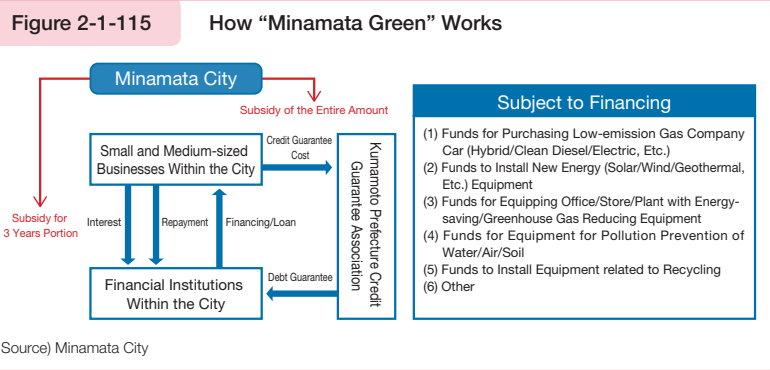 Figure 2-1-115
How “Minamata Green” Works
Minamata City
Subsidy of the Entire Amount
Small and Medium-sized
Businesses Within the City
Credit Guarantee
Cost
Kumamoto Prefecture Credit
Guarantee Association
Subsidy for
3 Years Portion
Interest
Repayment
Financing/Loan
Financial Institutions
Within the City
Debt Guarantee
Subject to Financing
(1) Funds for Purchasing Low-emission Gas Company
Car (Hybrid/Clean Diesel/Electric, Etc.)
(2) Funds to Install New Energy (Solar/Wind/Geothermal,
Etc.) Equipment
(3) Funds for Equipping Office/Store/Plant with Energy-
saving/Greenhouse Gas Reducing Equipment
(4) Funds for Equipment for Pollution Prevention of
Water/Air/Soil
(5) Funds to Install Equipment related to Recycling
(6) Other
Source) Minamata City